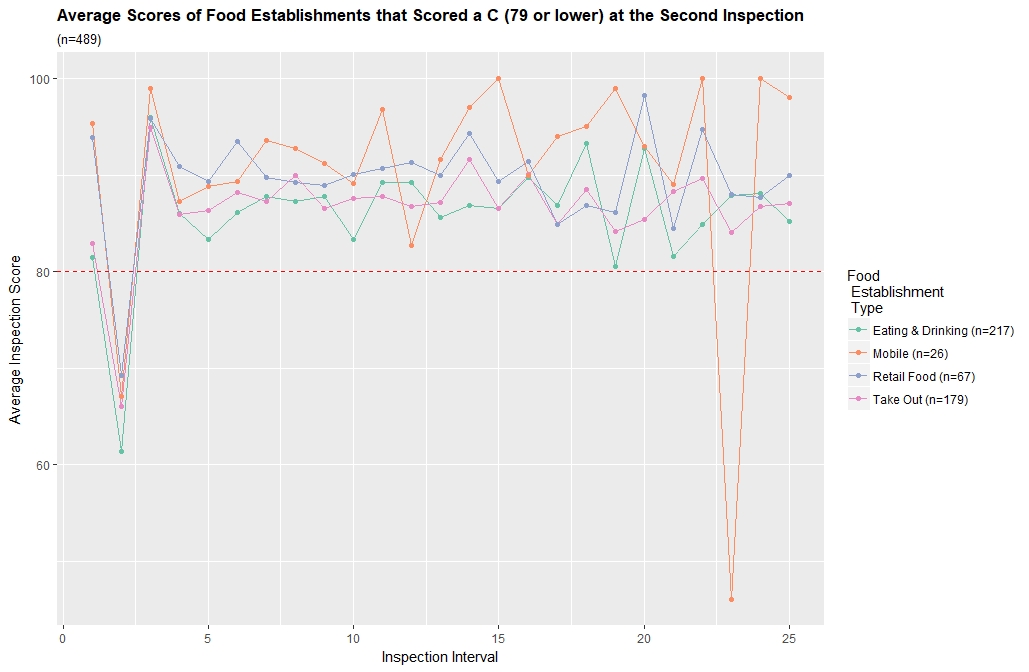 Average Scores of Food Establishments that Scored a C (79 or lower) at the Second Inspection
(n=489)
100
80
60
Average Inspection Score
0
5
10
15
20
25
Inspection Interval
Food
Establishment
Type
Eating & Drinking (n=217)
Mobile (n=26)
Retail Food (n=67)
Take Out (n=179)